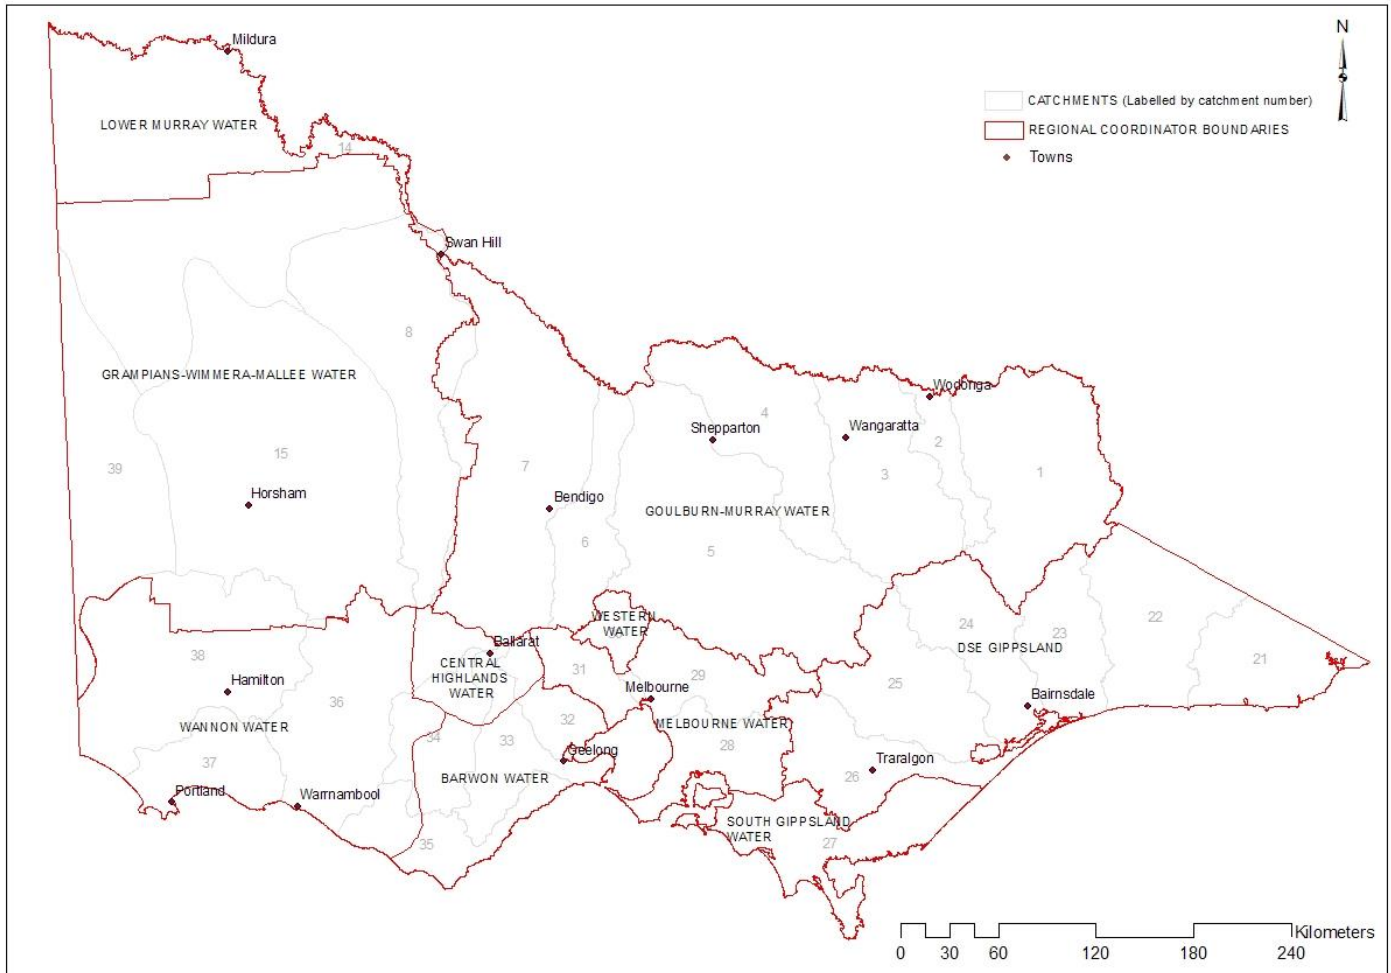 N
Mildura
CATCHMENTS (Labelled by catchment number)
LOWER MURRAY WATER
REGIONAL COORDINATOR BOUNDARIES
14
Towns
Swan Hill
8
GRAMPIANS-WIMMERA-MALLEE WATER
Wodonga
4
Shepparton
Wangaratta
2
15
39
7
3
1
Horsham
Bendigo
GOULBURN-MURRAY WATER
6
5
WESTERN
WATER
24
23
22
DSE GIPPSLAND
Ballarat
CENTRAL
HIGHLANDS
WATER
38
31
29
21
Hamilton
25
Melbourne
Bairnsdale
36
WANNON WATER
32
MELBOURNE WATER
34
33
28
Geelong
37
BARWON WATER
Traralgon
26
Portland
Warrnambool
SOUTH GIPPSLAND
WATER
35
27
Kilometers
0 30 60 120 180 240